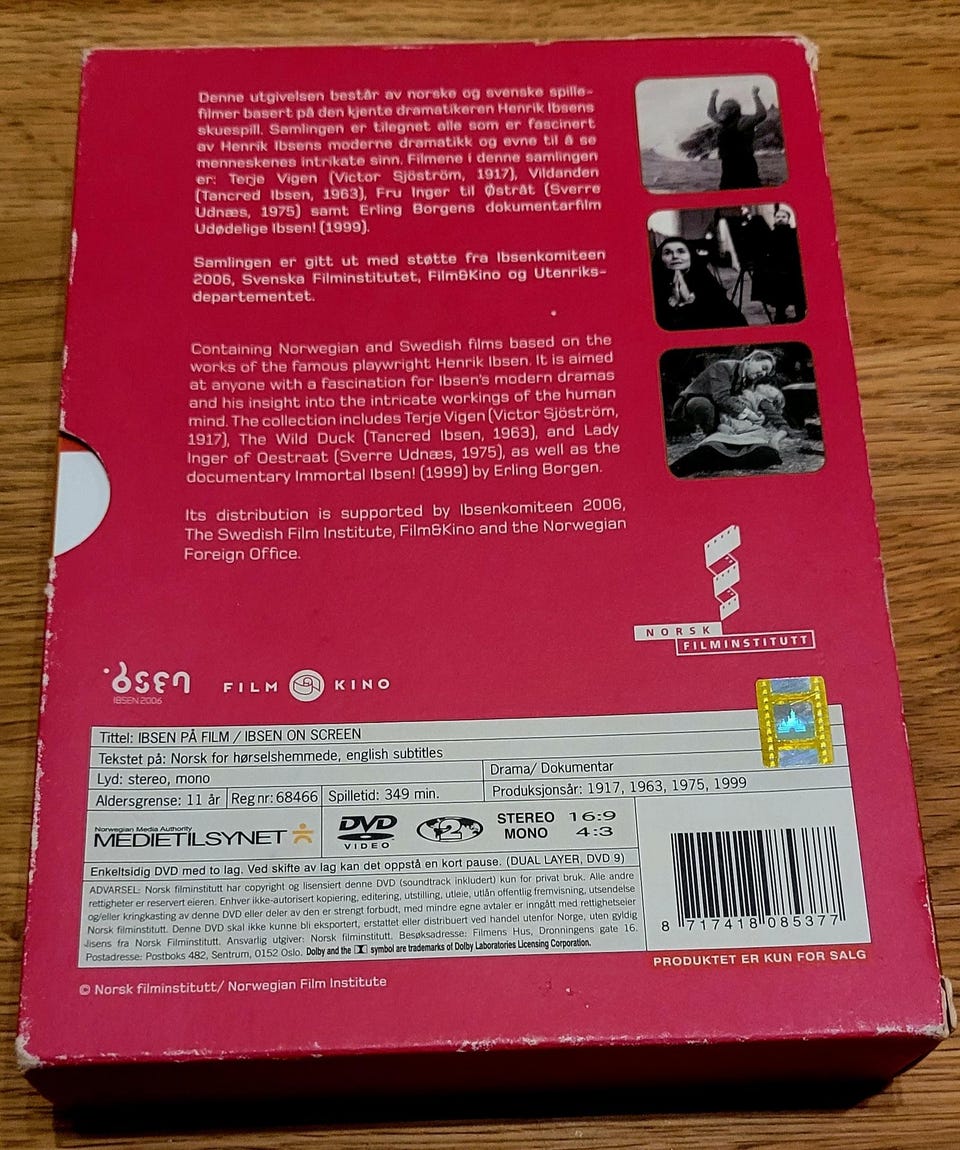 Denne utgivelsen består av norske og svenske spille-
filmer basert på den kjente dramatikeren Henrik Ibsens
skuespill. Samlingen er tilegnet alle som er fascinert
av Henrik Ibsens moderne dramatikk og evne til å se
menneskenes intrikate sinn. Filmene i denne samlingen
er: Terje Vigen (Victor Sjöström, 1917), Vildanden
(Tancred Ibsen, 1963), Fru Inger til Østråt (Sverre
Udnæs, 1975) samt Erling Borgens dokumentarfilm
Udødelige Ibsen! (1999).
Samlingen er gitt ut med støtte fra Ibsenkomiteen
2006, Svenska Filminstitutet, Film&Kino og Utenriks-
departementet.
Containing Norwegian and Swedish films based on the
works of the famous playwright Henrik Ibsen. It is aimed
at anyone with a fascination for Ibsen's modern dramas
and his insight into the intricate workings of the human
mind. The collection includes Terje Vigen (Victor Sjöström,
1917), The Wild Duck (Tancred Ibsen, 1963), and Lady
Inger of Oestraat (Sverre Udnæs, 1975), as well as the
documentary Immortal Ibsen! (1999) by Erling Borgen.
Its distribution is supported by Ibsenkomiteen 2006,
The Swedish Film Institute, Film&Kino and the Norwegian
Foreign Office.
NORSK
FILMINSTITUTT
ibsen
IBSEN 2006
FILM KINO
Tittel: IBSEN PÅ FILM / IBSEN ON SCREEN
Tekstet på: Norsk for hørselshemmede, english subtitles
Lyd: stereo, mono
Drama/ Dokumentar
Aldersgrense: 11 år Reg nr: 68466 Spilletid: 349 min.
Produksjonsår: 1917, 1963, 1975, 1999
Norwegian Media Authority
MEDIETILSYNET
DVD
VIDEO
2
STEREO 16:9
MONO 4:3
Enkeltsidig DVD med to lag. Ved skifte av lag kan det oppstå en kort pause. (DUAL LAYER, DVD 9)
ADVARSEL: Norsk filminstitutt har copyright og lisensiert denne DVD (soundtrack inkludert) kun for privat bruk. Alle andre
rettigheter er reservert eieren. Enhver ikke-autorisert kopiering, editering, utstilling, utleie, utlån offentlig fremvisning, utsendelse
og/eller kringkasting av denne DVD eller deler av den er strengt forbudt, med mindre egne avtaler er inngått med rettighetseier
Norsk filminstitutt. Denne DVD skal ikke kunne bli eksportert, erstattet eller distribuert ved handel utenfor Norge, uten gyldig
lisens fra Norsk Filminstitutt. Ansvarlig utgiver: Norsk filminstitutt. Besøksadresse: Filmens Hus, Dronningens gate 16.
Postadresse: Postboks 482, Sentrum, 0152 Oslo. Dolby and the symbol are trademarks of Dolby Laboratories Licensing Corporation.
8 717418 085377
PRODUKTET ER KUN FOR SALG
© Norsk filminstitutt/ Norwegian Film Institute